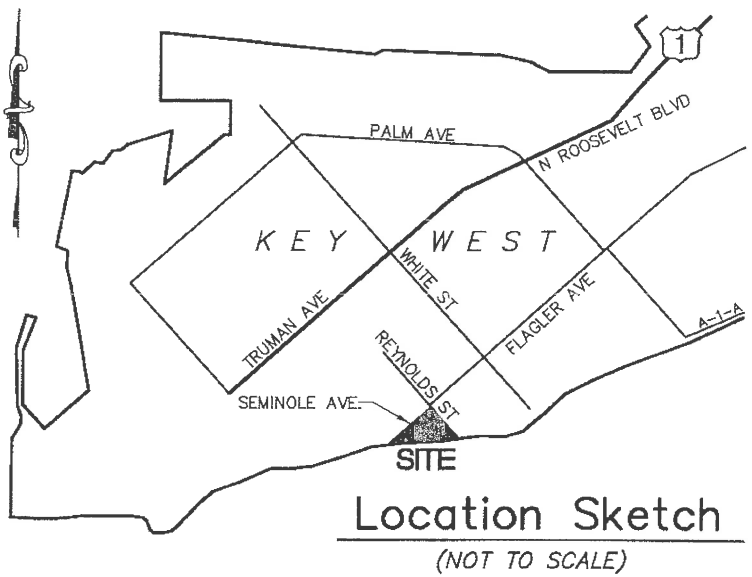 1
PALM AVE
N ROOSEVELT BLVD
KEY WEST
WHITE ST
TRUMAN AVE
FLAGLER AVE
A-1-A
REYNOLDS ST
SEMINOLE AVE.
SITE
Location Sketch
(NOT TO SCALE)